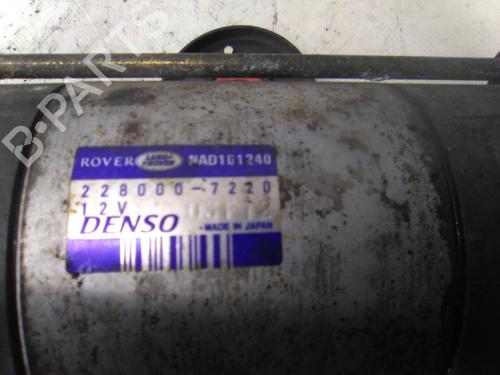 B-PARTS
ROVER LAND ROVER NAD101240
228000-7220
12V
DENSO MADE IN JAPAN